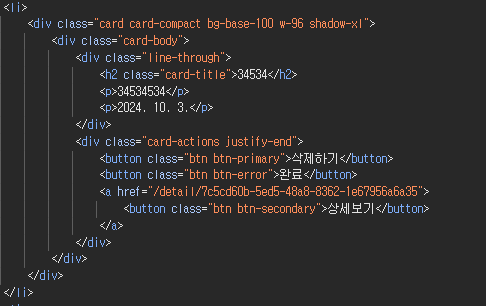 <li>
<div class="card card-compact bg-base-100 w-96 shadow-xl">
<div class="card-body">
<div class="line-through">
<h2 class="card-title">34534</h2>
<p>34534534</p>
<p>2024. 10. 3.</p>
</div>
<div class="card-actions justify-end">
<button class="btn btn-primary">삭제하기</button>
<button class="btn btn-error">완료</button>
<a href="/detail/7c5cd60b-5ed5-48a8-8362-1e67956a6a35">
<button class="btn btn-secondary">상세보기</button>
</a>
</div>
</div>
</div>
</li>